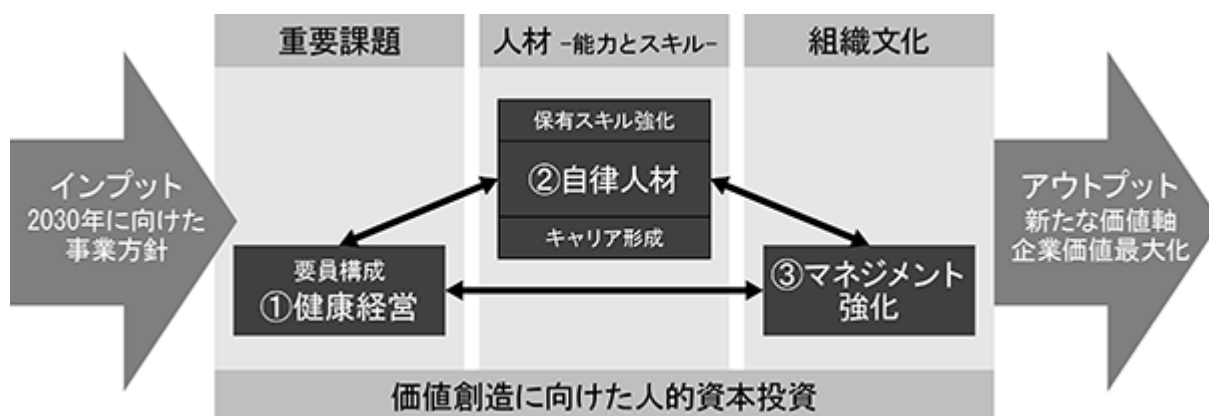 重要課題
人材 -能力とスキル-
組織文化
インプット
2030年に向けた
事業方針
要員構成
①健康経営
保有スキル強化
②自律人材
キャリア形成
③マネジメント
強化
アウトプット
新たな価値軸
企業価値最大化
価値創造に向けた人的資本投資